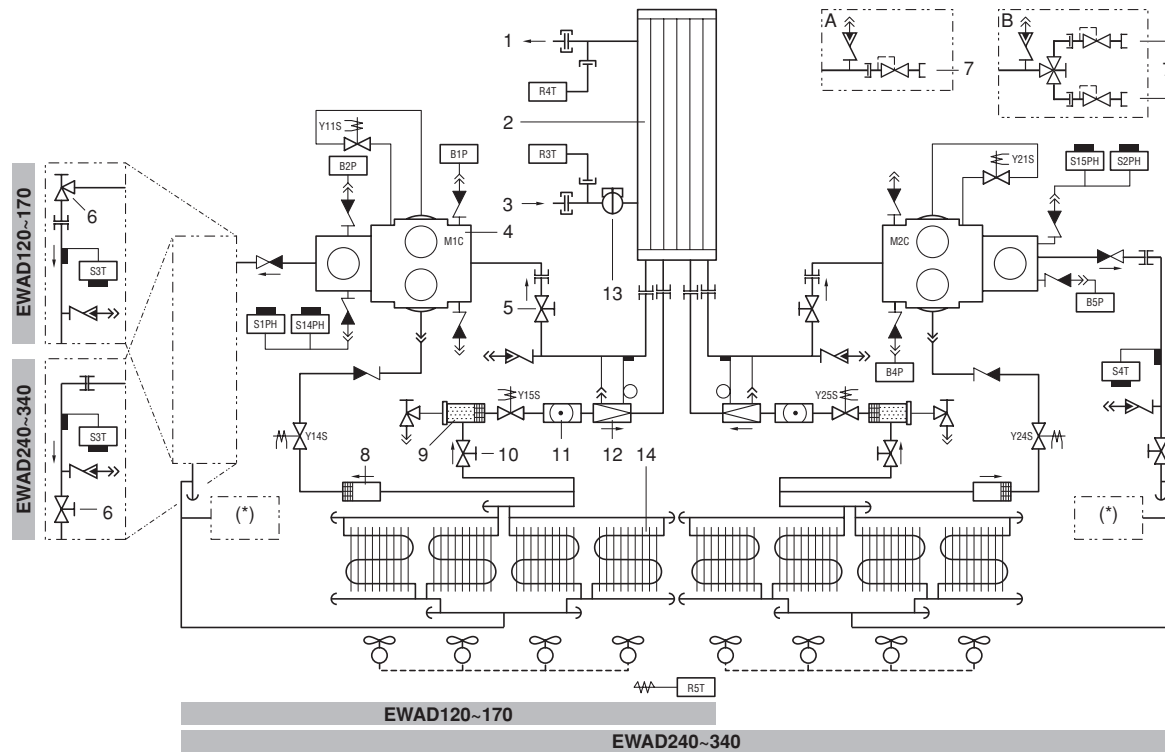 A
B
1
7
R4T
2
Y11S
B2P
B1P
R3T
Y21S
S15PH
S2PH
EWAD120~170
6
S3T
3
4
M1C
M2C
13
5
S1PH
S14PH
B5P
B4P
S4T
EWAD240~340
S3T
6
Y15S
Y25S
Y14S
Y24S
8
9
10
11
12
14
(*)
(*)
R5T
EWAD120~170
EWAD240~340